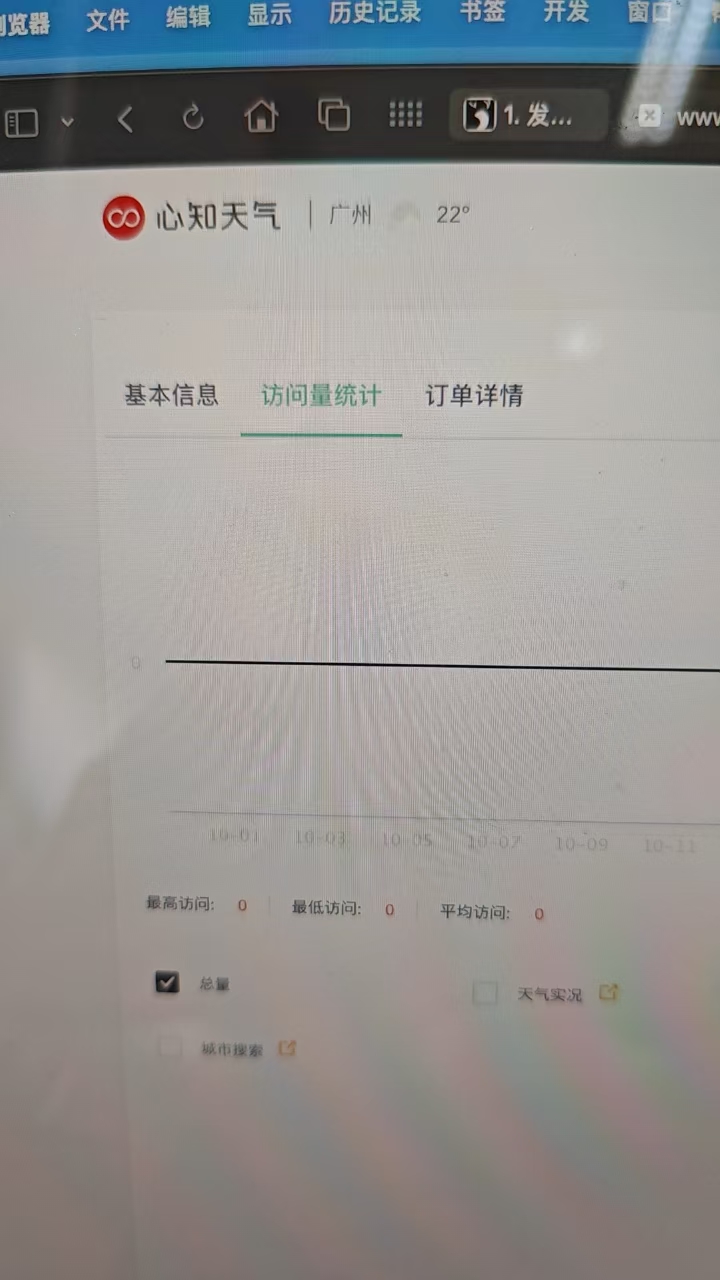 浏览器 文件 编辑 显示 历史记录 书签 开发 窗口
1. 发... www
心知天气 | 广州 22°
基本信息 访问量统计 订单详情
0
10-01 10-03 10-05 10-07 10-09 10-11
最高访问: 0 最低访问: 0 平均访问: 0
总量 天气实况
城市搜索